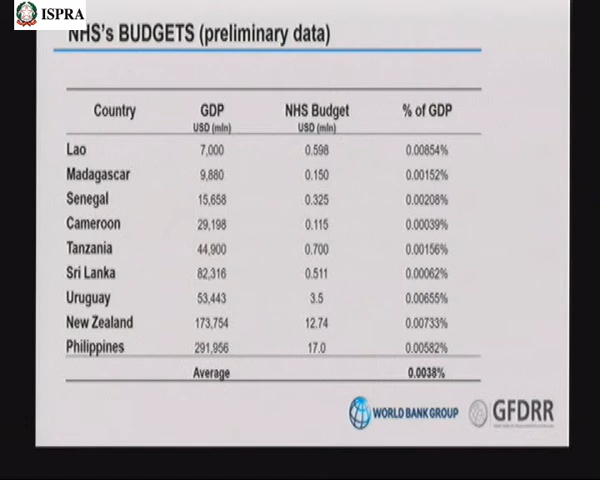 ISPRA
NHS's BUDGETS (preliminary data)
Country GDP NHS Budget % of GDP
USD (mln) USD (mln)
Lao 7,000 0.598 0.00854%
Madagascar 9,880 0.150 0.00152%
Senegal 15,658 0.325 0.00208%
Cameroon 29,198 0.115 0.00039%
Tanzania 44,900 0.700 0.00156%
Sri Lanka 82,316 0.511 0.00062%
Uruguay 53,443 3.5 0.00655%
New Zealand 173,754 12.74 0.00733%
Philippines 291,956 17.0 0.00582%
Average 0.0038%
WORLD BANK GROUP GFDRR